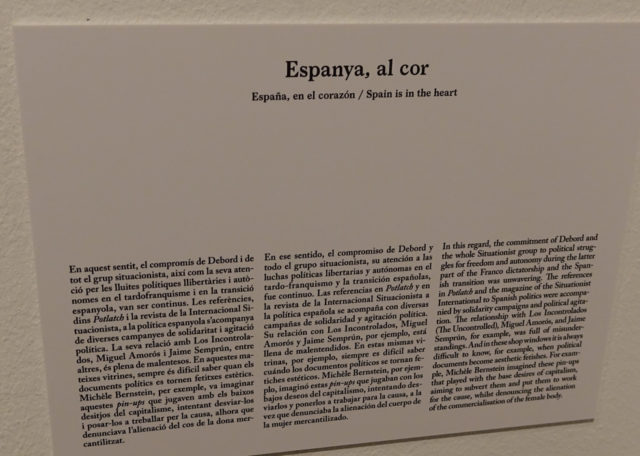 Espanya, al cor
España, en el corazón / Spain is in the heart
En aquest sentit, el compromís de Debord i de
tot el grup situacionista, així com la seva aten-
ció per les lluites polítiques llibertàries i autò-
nomes en el tardofranquisme i en la transició
espanyola, van ser continus. Les referències,
dins Potlatch i la revista de la Internacional Si-
tuacionista, a la política espanyola s'acompanya
de diverses campanyes de solidaritat i agitació
política. La seva relació amb Los Incontrola-
dos, Miguel Amorós i Jaime Semprún, entre
altres, és plena de malentesos. En aquestes ma-
teixes vitrines, sempre és difícil saber quan els
documents polítics es tornen fetitxes estètics.
Michèle Bernstein, per exemple, va imaginar
aquestes pin-ups que jugaven amb els baixos
desitjos del capitalisme, intentant desviar-los
i posar-los a treballar per la causa, alhora que
denunciava l'alienació del cos de la dona mer-
cantilitzat.
En ese sentido, el compromiso de Debord y
todo el grupo situacionista, su atención a las
luchas políticas libertarias y autónomas en el
tardo-franquismo y la transición españolas,
fue continuo. Las referencias en Potlatch y en
la revista de la Internacional Situacionista a
la política española se acompaña con diversas
campañas de solidaridad y agitación política.
Su relación con Los Incontrolados, Miguel
Amorós y Jaime Semprún, por ejemplo, está
llena de malentendidos. En estas mismas vi-
trinas, por ejemplo, siempre es difícil saber
cuándo los documentos políticos se tornan fe-
tiches estéticos. Michèle Bernstein, por ejem-
plo, imaginó estas pin-ups que jugaban con los
bajos deseos del capitalismo, intentando des-
viarlos y ponerlos a trabajar para la causa, a la
vez que denunciaba la alienación del cuerpo de
la mujer mercantilizado.
In this regard, the commitment of Debord and
the whole Situationist group to political strug-
gles for freedom and autonomy during the latter
part of the Franco dictatorship and the Span-
ish transition was unwavering. The references
in Potlatch and the magazine of the Situationist
International to Spanish politics were accompa-
nied by solidarity campaigns and political agita-
tion. The relationship with Los Incontrolados
(The Uncontrolled), Miguel Amorós, and Jaime
Semprún, for example, was full of misunder-
standings. And in these shop windows it is always
difficult to know, for example, when political
documents become aesthetic fetishes. For exam-
ple, Michèle Bernstein imagined these pin-ups
that played with the base desires of capitalism,
aiming to subvert them and put them to work
for the cause, whilst denouncing the alienation
of the commercialisation of the female body.